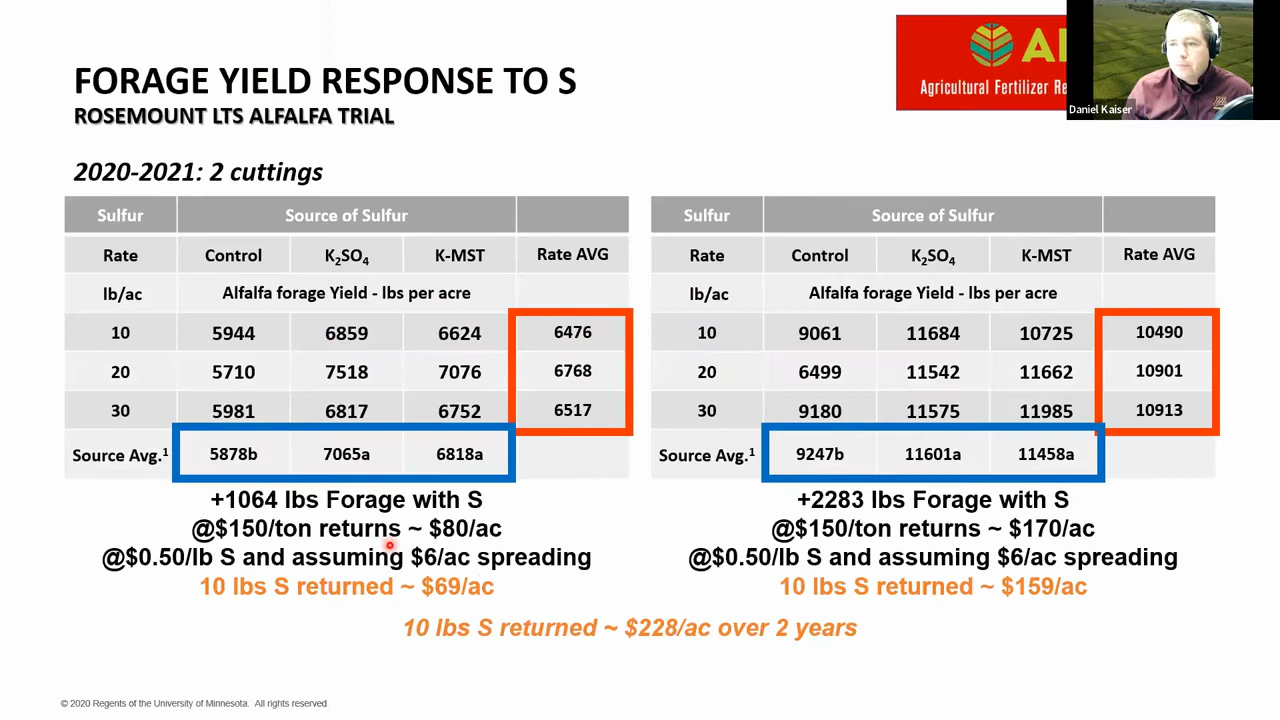 FORAGE YIELD RESPONSE TO S
ROSEMOUNT LTS ALFALFA TRIAL
Agricultural Fertilizer
Daniel Kaiser
2020-2021: 2 cuttings
Sulfur Source of Sulfur
Rate Control K₂SO₄ K-MST Rate AVG
lb/ac Alfalfa forage Yield - lbs per acre
10 5944 6859 6624 6476
20 5710 7518 7076 6768
30 5981 6817 6752 6517
Source Avg.¹ 5878b 7065a 6818a
+1064 lbs Forage with S
@$150/ton returns ~ $80/ac
@$0.50/lb S and assuming $6/ac spreading
10 lbs S returned ~ $69/ac
Sulfur Source of Sulfur
Rate Control K₂SO₄ K-MST Rate AVG
lb/ac Alfalfa forage Yield - lbs per acre
10 9061 11684 10725 10490
20 6499 11542 11662 10901
30 9180 11575 11985 10913
Source Avg.¹ 9247b 11601a 11458a
+2283 lbs Forage with S
@$150/ton returns ~ $170/ac
@$0.50/lb S and assuming $6/ac spreading
10 lbs S returned ~ $159/ac
10 lbs S returned ~ $228/ac over 2 years
© 2020 Regents of the University of Minnesota. All rights reserved.